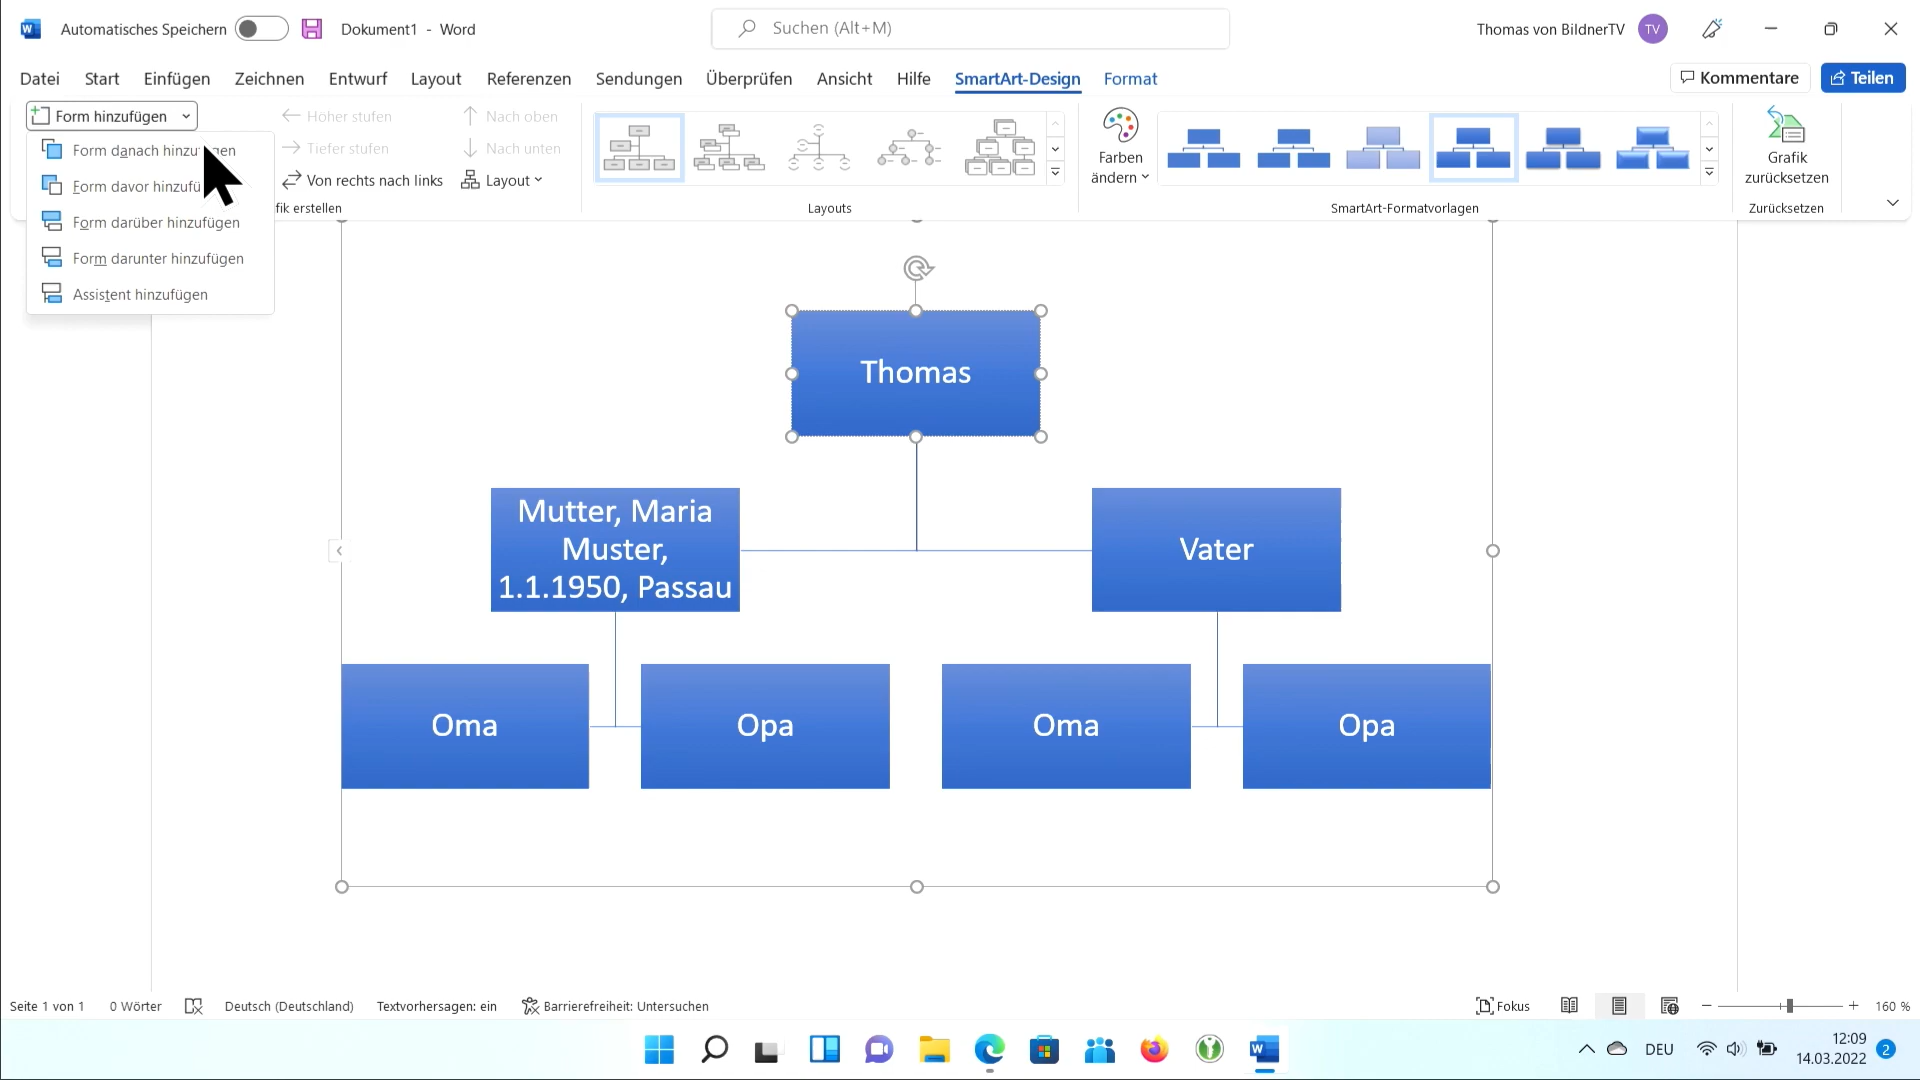 Automatisches Speichern
Dokument1 - Word
Suchen (Alt+M)
Thomas von BildnerTV
TV
Datei
Start
Einfügen
Zeichnen
Entwurf
Layout
Referenzen
Sendungen
Überprüfen
Ansicht
Hilfe
SmartArt-Design
Format
Kommentare
Teilen
Form hinzufügen
Höher stufen
Nach oben
Tiefer stufen
Nach unten
Von rechts nach links
Layout
fik erstellen
Layouts
Farben
ändern
SmartArt-Formatvorlagen
Grafik
zurücksetzen
Zurücksetzen
Form danach hinzu
gen
Form davor hinzufü
Form darüber hinzufügen
Form darunter hinzufügen
Assistent hinzufügen
Thomas
Mutter, Maria
Muster,
1.1.1950, Passau
Vater
Oma
Opa
Oma
Opa
Seite 1 von 1
0 Wörter
Deutsch (Deutschland)
Textvorhersagen: ein
Barrierefreiheit: Untersuchen
Fokus
160 %
DEU
12:09
14.03.2022
2